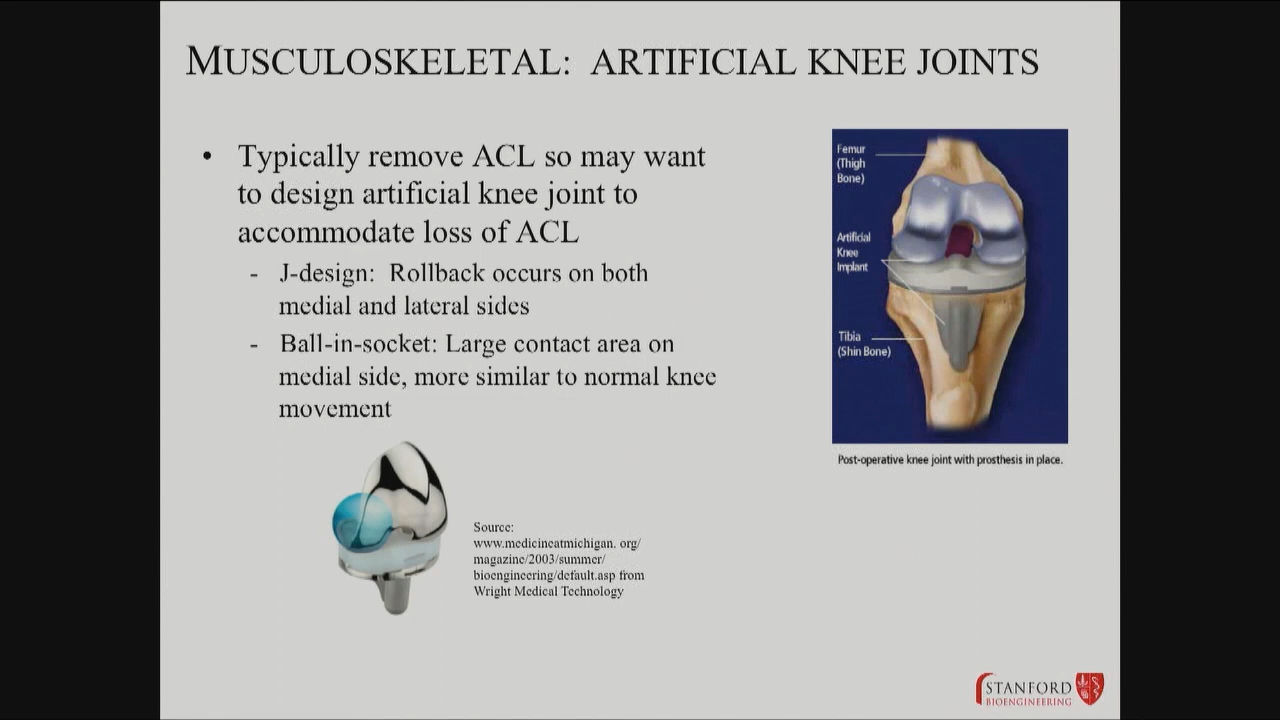 MUSCULOSKELETAL: ARTIFICIAL KNEE JOINTS
• Typically remove ACL so may want
to design artificial knee joint to
accommodate loss of ACL
- J-design: Rollback occurs on both
medial and lateral sides
- Ball-in-socket: Large contact area on
medial side, more similar to normal knee
movement
Femur
(Thigh
Bone)
Artificial
Knee
Implant
Tibia
(Shin Bone)
Post-operative knee joint with prosthesis in place.
Source:
www.medicineatmichigan. org/
magazine/2003/summer/
bioengineering/default.asp from
Wright Medical Technology
STANFORD
BIOENGINEERING